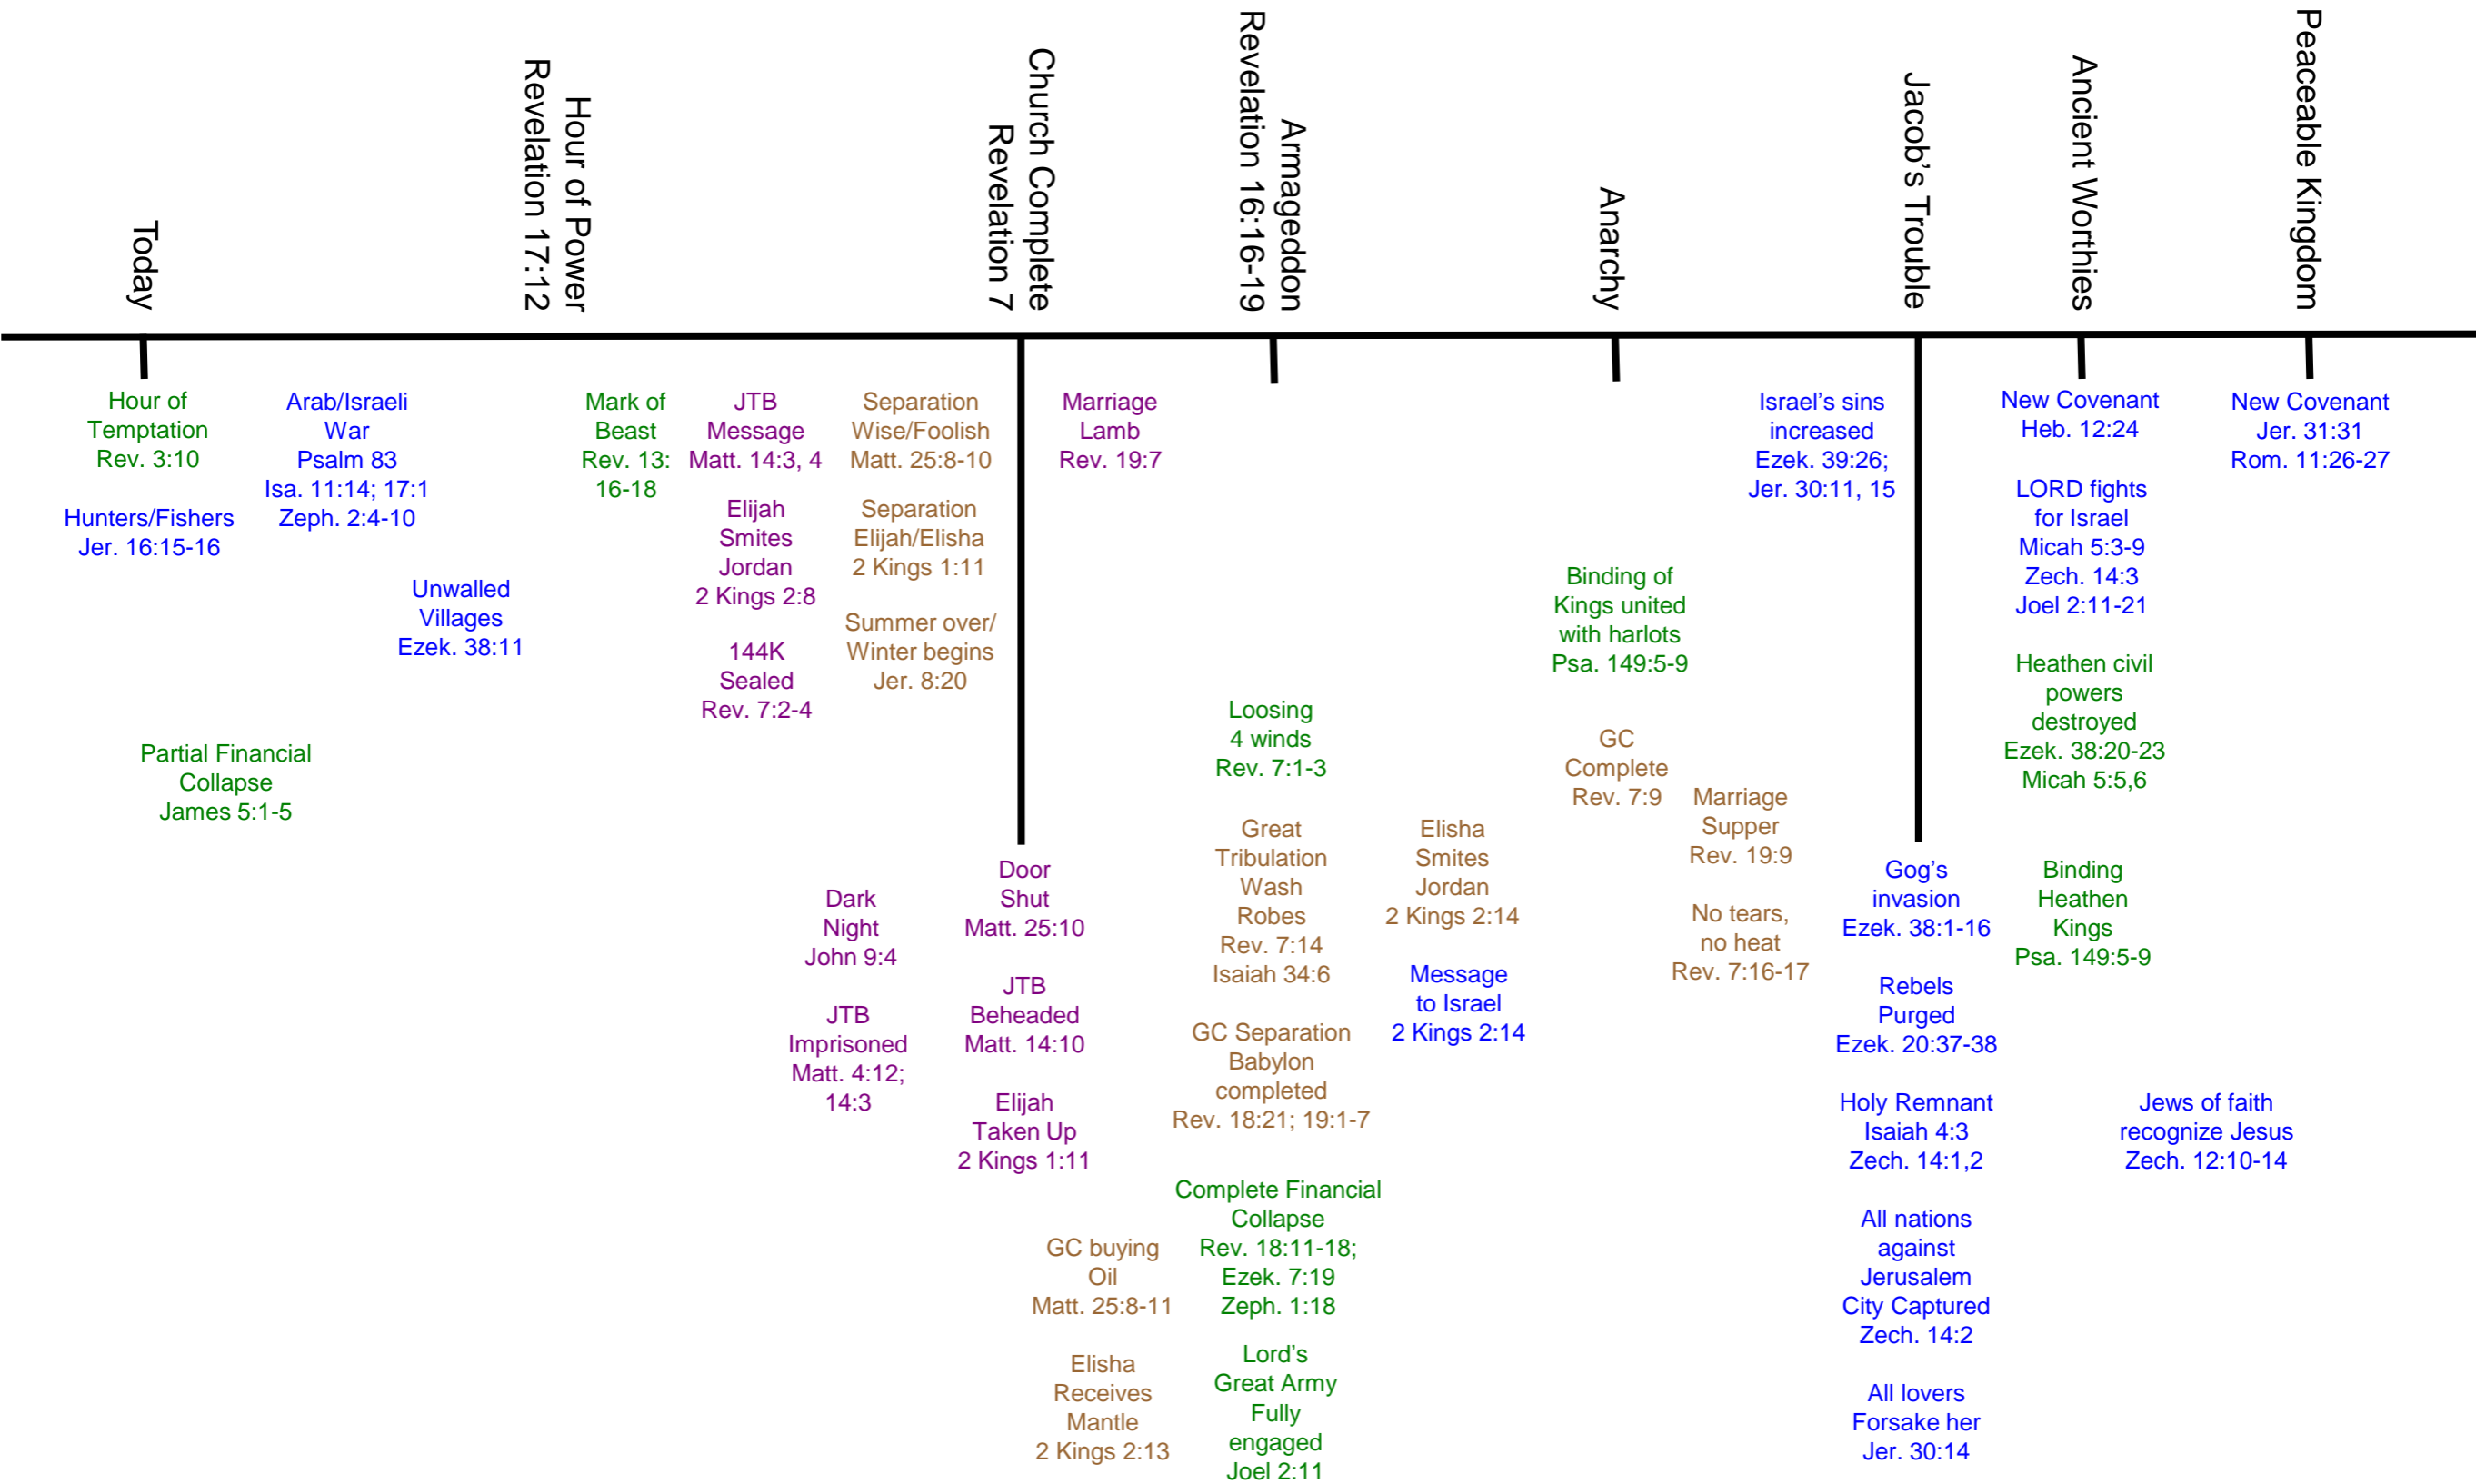 Today
Hour of Power
Revelation 17:12
Church Complete
Revelation 7
Armageddon
Revelation 16:16-19
Anarchy
Jacob's Trouble
Ancient Worthies
Peaceable Kingdom
Hour of
Temptation
Rev. 3:10
Hunters/Fishers
Jer. 16:15-16
Partial Financial
Collapse
James 5:1-5
Arab/Israeli
War
Psalm 83
Isa. 11:14; 17:1
Zeph. 2:4-10
Unwalled
Villages
Ezek. 38:11
Mark of
Beast
Rev. 13:
16-18
JTB
Message
Matt. 14:3, 4
Elijah
Smites
Jordan
2 Kings 2:8
144K
Sealed
Rev. 7:2-4
Separation
Wise/Foolish
Matt. 25:8-10
Separation
Elijah/Elisha
2 Kings 1:11
Summer over/
Winter begins
Jer. 8:20
Dark
Night
John 9:4
JTB
Imprisoned
Matt. 4:12;
14:3
Marriage
Lamb
Rev. 19:7
Door
Shut
Matt. 25:10
JTB
Beheaded
Matt. 14:10
Elijah
Taken Up
2 Kings 1:11
GC buying
Oil
Matt. 25:8-11
Elisha
Receives
Mantle
2 Kings 2:13
Loosing
4 winds
Rev. 7:1-3
Great
Tribulation
Wash
Robes
Rev. 7:14
Isaiah 34:6
GC Separation
Babylon
completed
Rev. 18:21; 19:1-7
Complete Financial
Collapse
Rev. 18:11-18;
Ezek. 7:19
Zeph. 1:18
Lord's
Great Army
Fully
engaged
Joel 2:11
Elisha
Smites
Jordan
2 Kings 2:14
Message
to Israel
2 Kings 2:14
Binding of
Kings united
with harlots
Psa. 149:5-9
GC
Complete
Rev. 7:9
Marriage
Supper
Rev. 19:9
No tears,
no heat
Rev. 7:16-17
Israel's sins
increased
Ezek. 39:26;
Jer. 30:11, 15
Gog's
invasion
Ezek. 38:1-16
Rebels
Purged
Ezek. 20:37-38
Holy Remnant
Isaiah 4:3
Zech. 14:1,2
All nations
against
Jerusalem
City Captured
Zech. 14:2
All lovers
Forsake her
Jer. 30:14
New Covenant
Heb. 12:24
LORD fights
for Israel
Micah 5:3-9
Zech. 14:3
Joel 2:11-21
Heathen civil
powers
destroyed
Ezek. 38:20-23
Micah 5:5,6
Binding
Heathen
Kings
Psa. 149:5-9
Jews of faith
recognize Jesus
Zech. 12:10-14
New Covenant
Jer. 31:31
Rom. 11:26-27